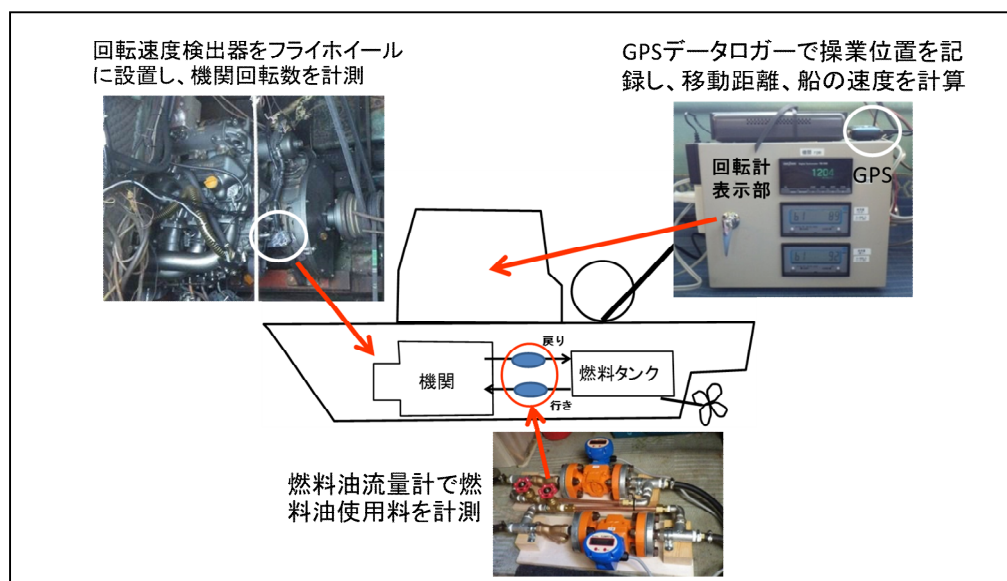 回転速度検出器をフライホイール
に設置し、機関回転数を計測
GPSデータロガーで操業位置を記
録し、移動距離、船の速度を計算
回転計
表示部
GPS
1204
戻り
機関
燃料タンク
行き
燃料油流量計で燃
料油使用料を計測